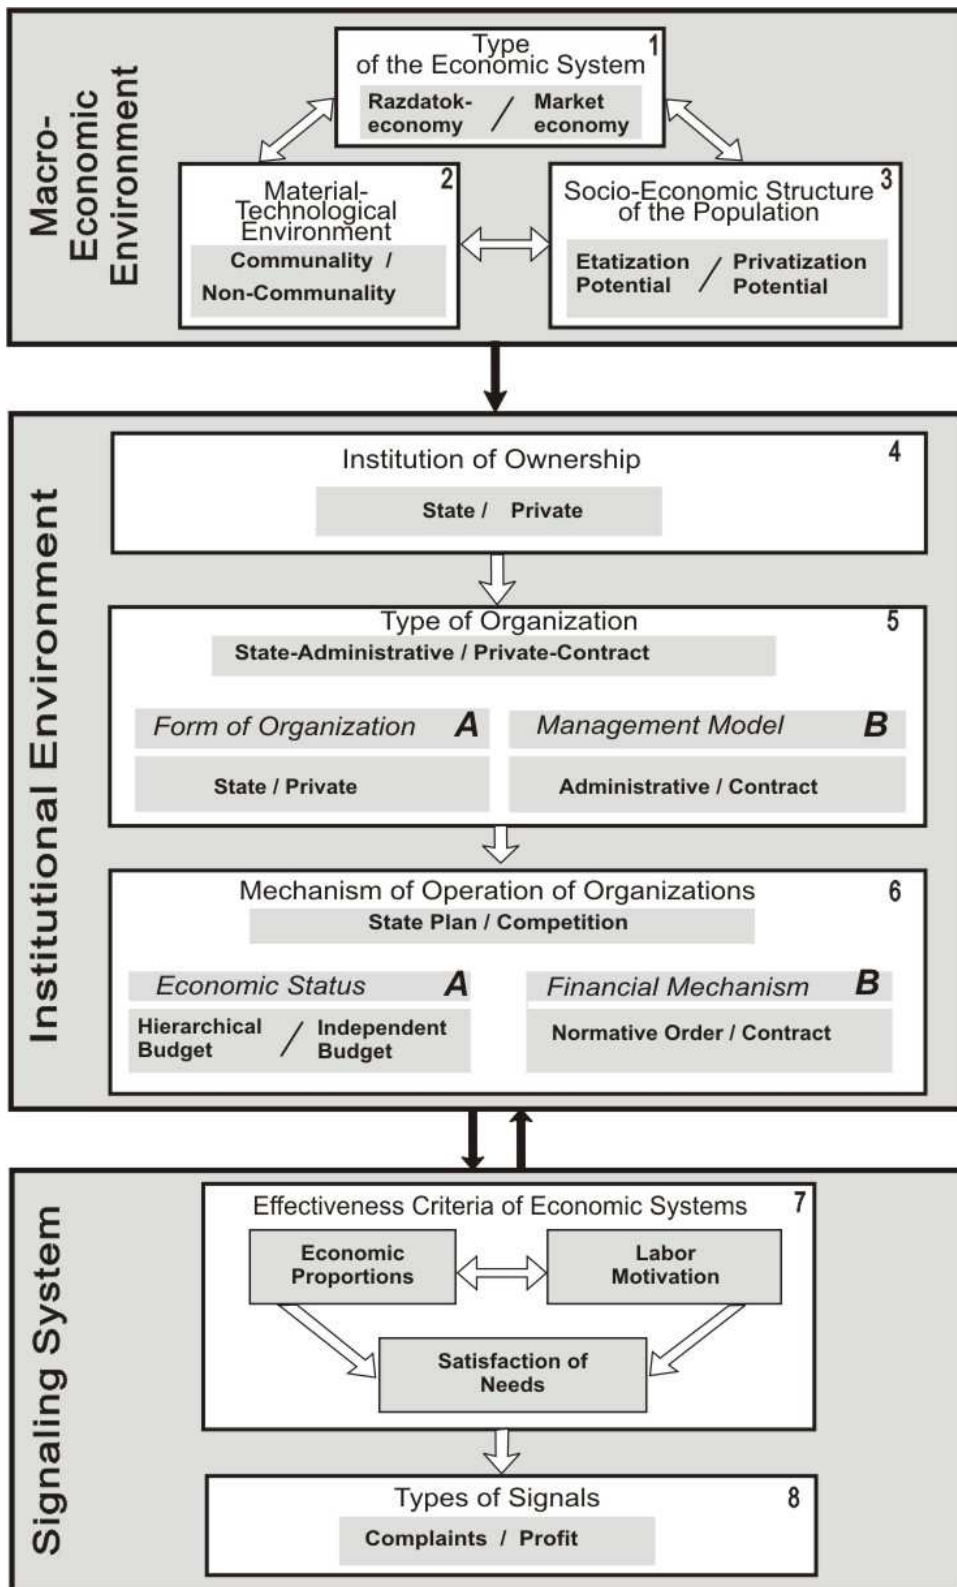 Macro-
Economic
Environment
1
Type
of the Economic System
Razdatok- / Market
economy economy
2
Material-
Technological
Environment
Communality /
Non-Communality
3
Socio-Economic Structure
of the Population
Etatization / Privatization
Potential Potential
Institutional Environment
4
Institution of Ownership
State / Private
Type of Organization
5
State-Administrative / Private-Contract
Form of Organization A
State / Private
Management Model B
Administrative / Contract
Mechanism of Operation of Organizations
6
State Plan / Competition
Economic Status A
Hierarchical / Independent
Budget Budget
Financial Mechanism B
Normative Order / Contract
Signaling System
Effectiveness Criteria of Economic Systems
7
Economic
Proportions
Labor
Motivation
Satisfaction of
Needs
Types of Signals
8
Complaints / Profit